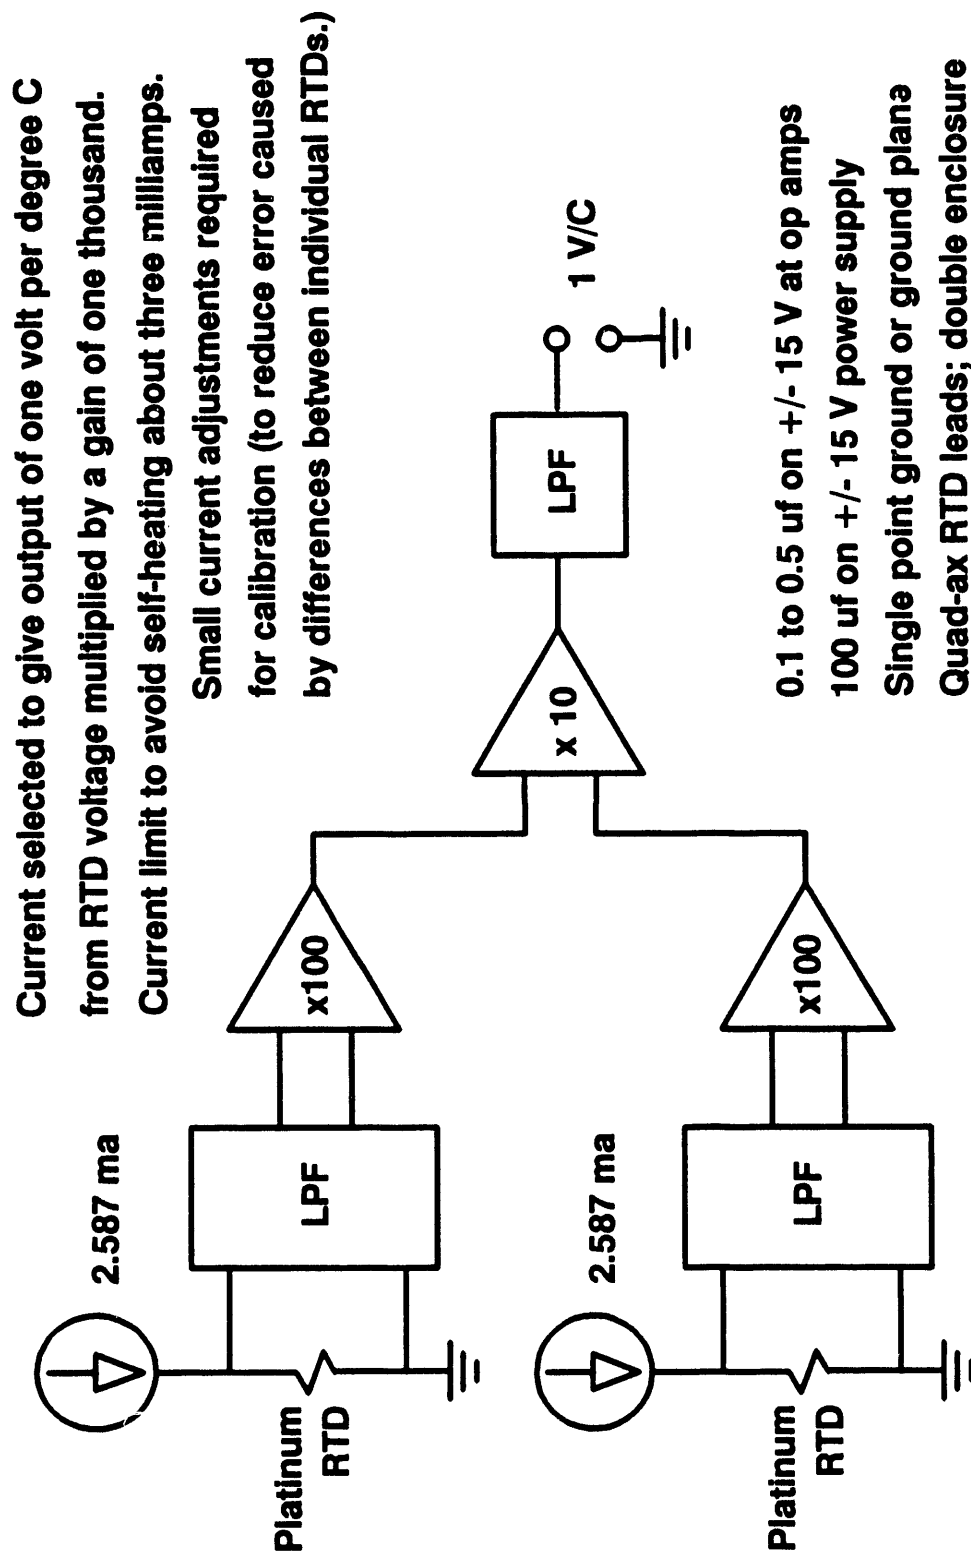 Current selected to give output of one volt per degree C
from RTD voltage multiplied by a gain of one thousand.
Current limit to avoid self-heating about three milliamps.
Small current adjustments required
for calibration (to reduce error caused
by differences between individual RTDs.)
2.587 ma
Platinum
RTD
LPF
x100
x 10
LPF
1 V/C
2.587 ma
Platinum
RTD
LPF
x100
0.1 to 0.5 uf on +/- 15 V at op amps
100 uf on +/- 15 V power supply
Single point ground or ground plane
Quad-ax RTD leads; double enclosure